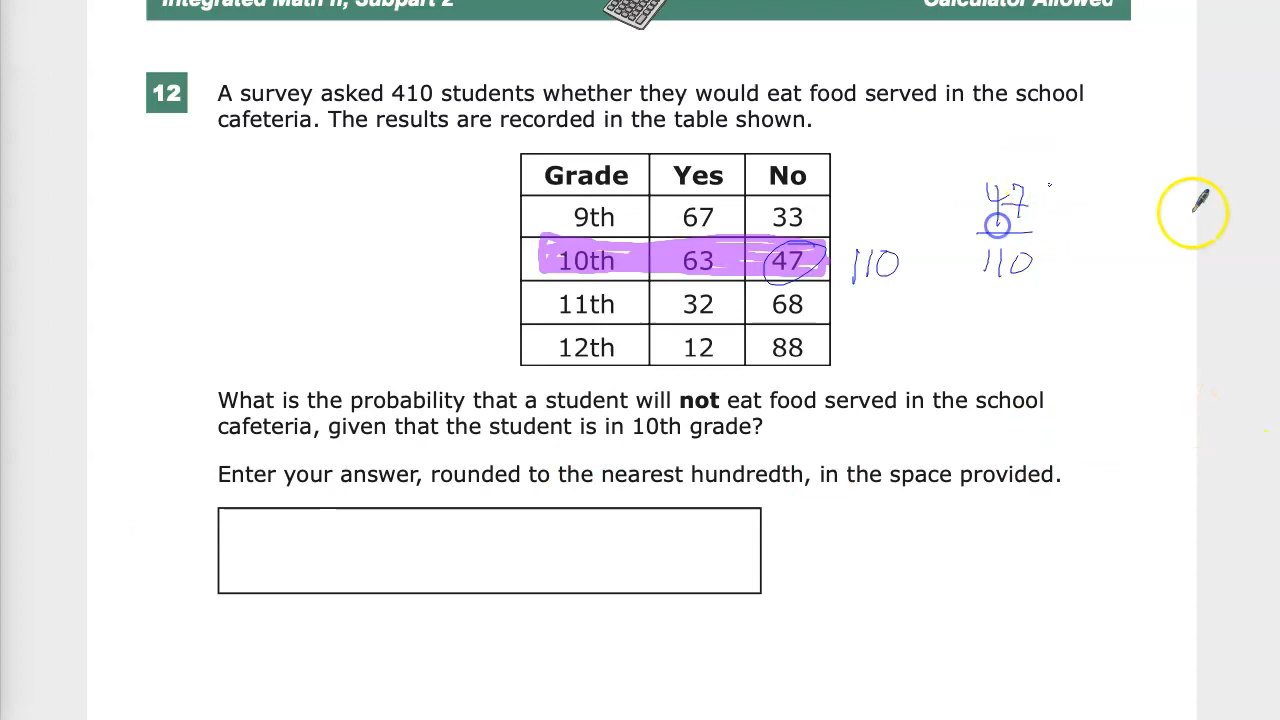 Integrated Math II, Subpart 2 Calculator Allowed
12 A survey asked 410 students whether they would eat food served in the school
cafeteria. The results are recorded in the table shown.
Grade Yes No
9th 67 33
10th 63 47 110
11th 32 68
12th 12 88
47
110
What is the probability that a student will not eat food served in the school
cafeteria, given that the student is in 10th grade?
Enter your answer, rounded to the nearest hundredth, in the space provided.